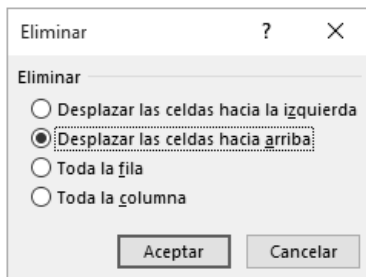 Eliminar ?
Eliminar
Desplazar las celdas hacia la izquierda
Desplazar las celdas hacia arriba
Toda la fila
Toda la columna
Aceptar Cancelar